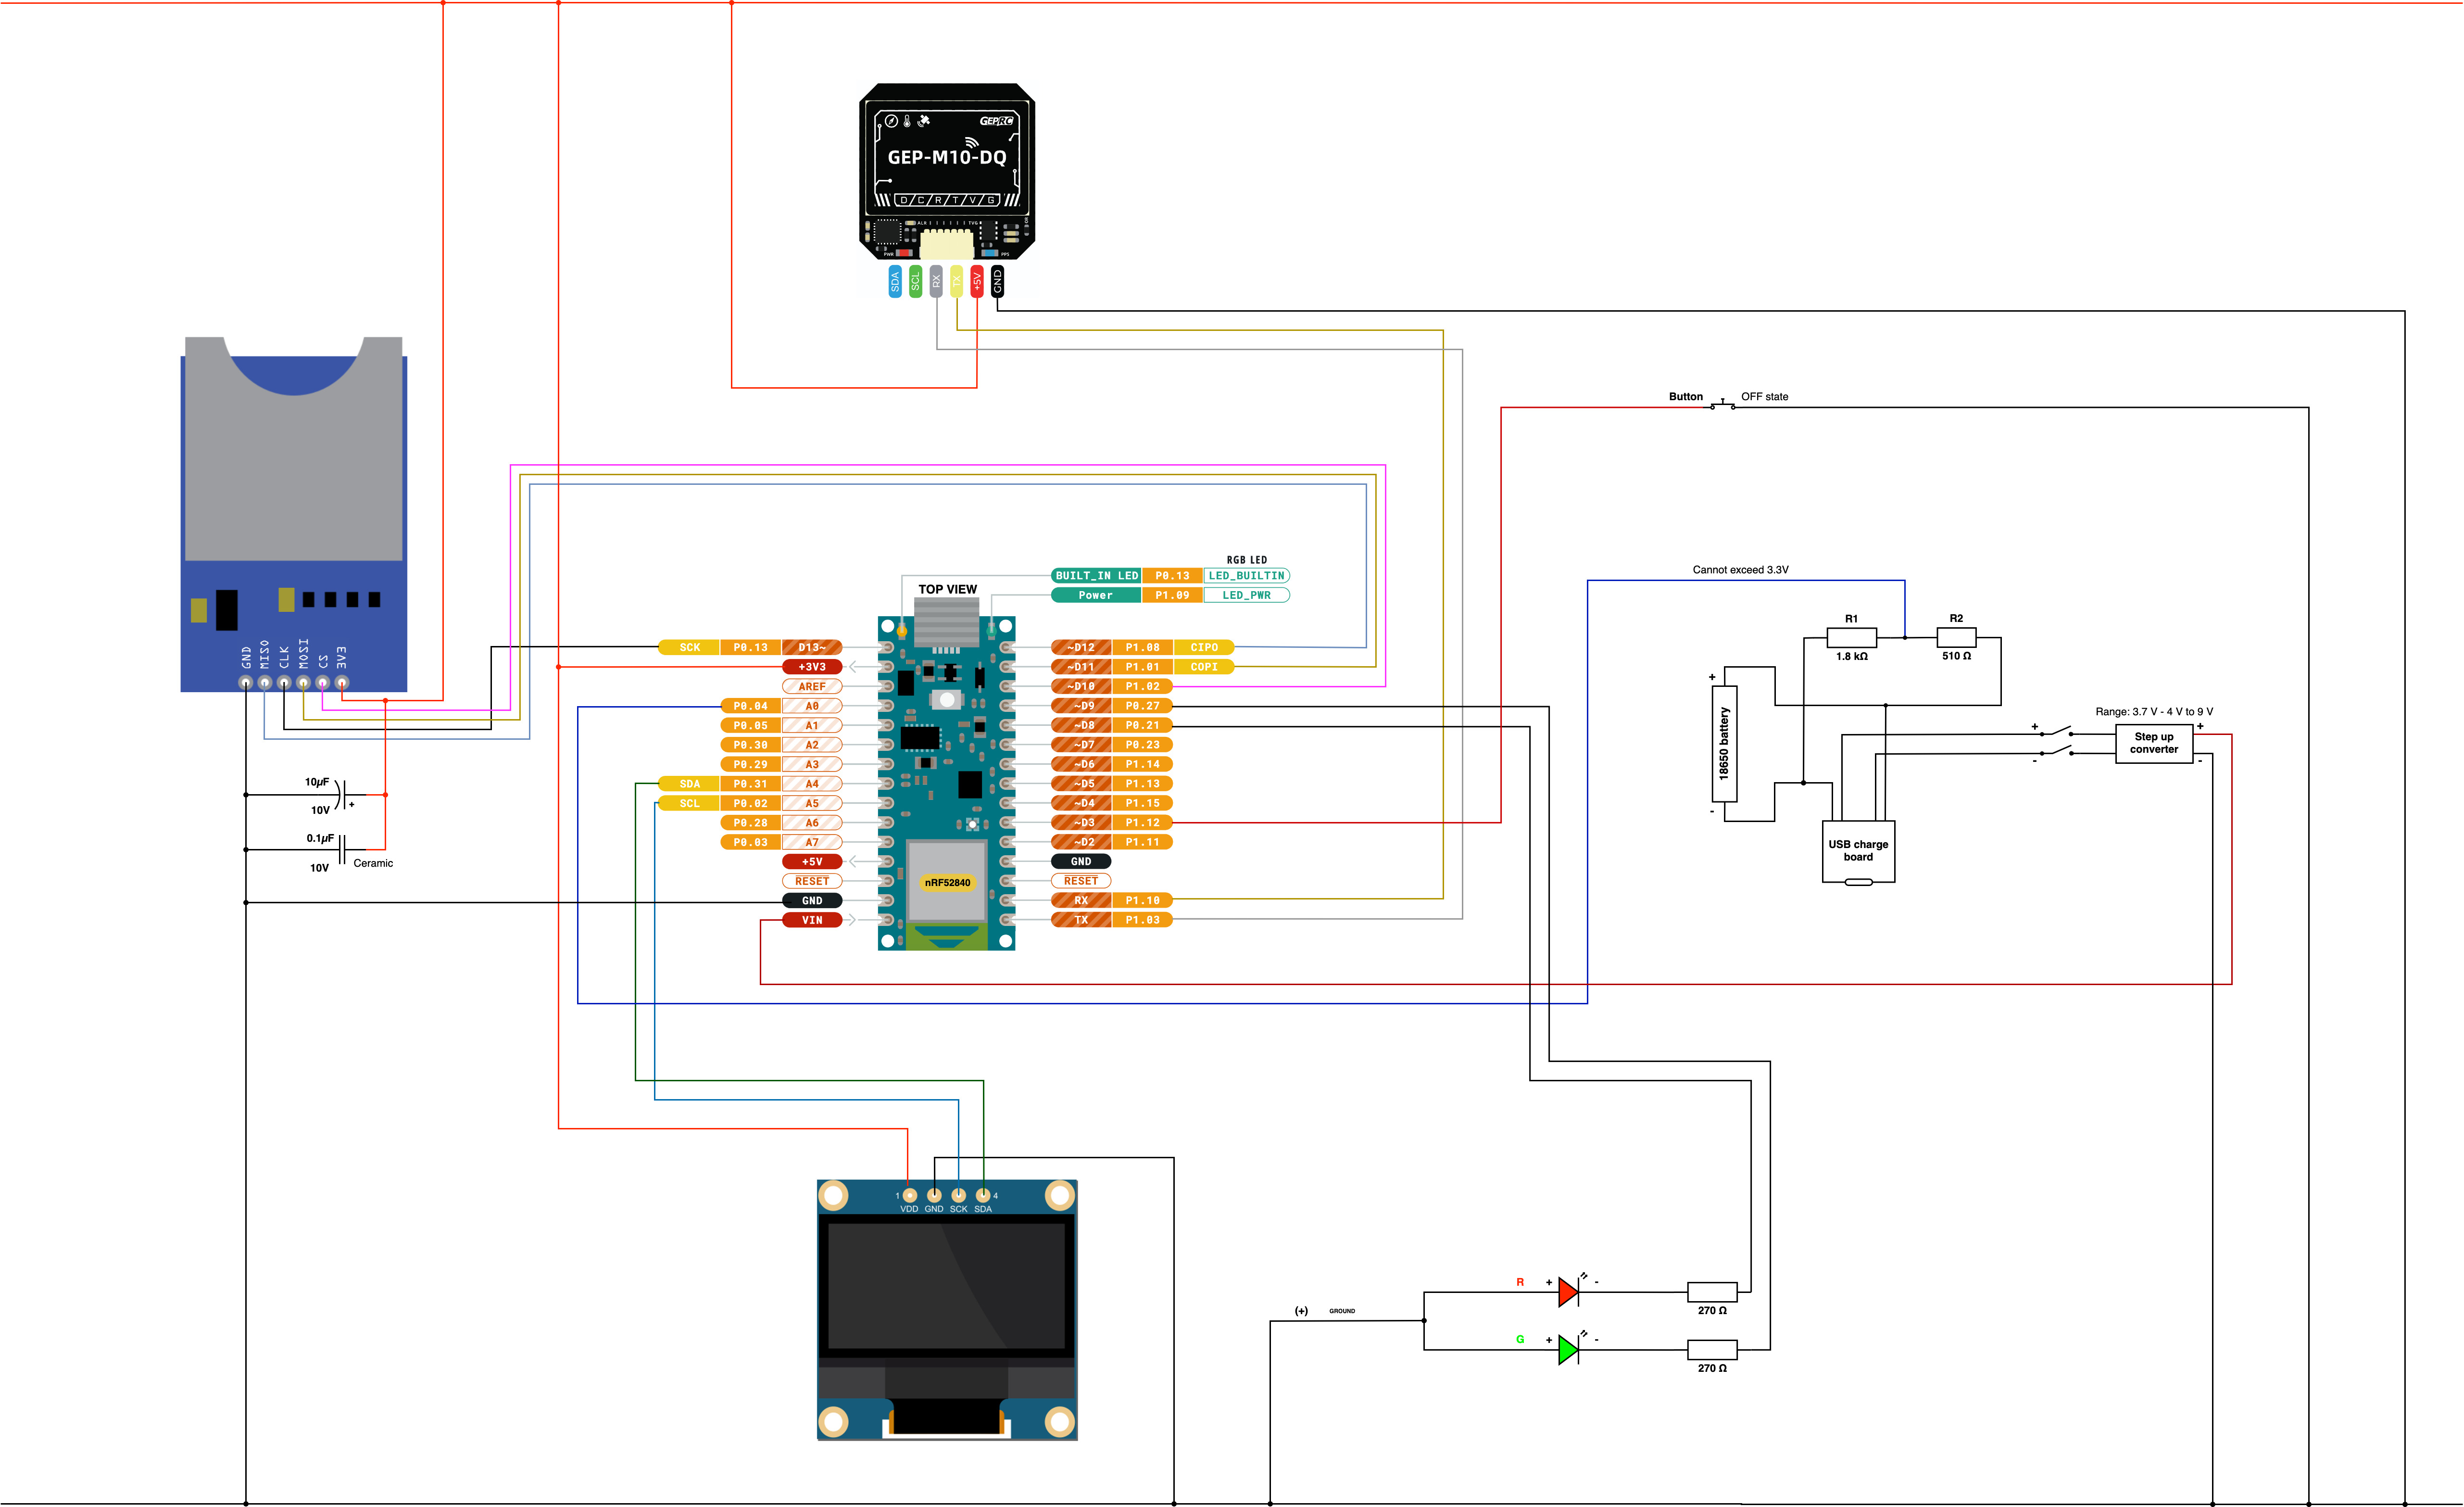 GEPRC
GEP-M10-DQ
D/C/R/T/V/G
ALR
TVG
PWR
PPS
SDA
SCL
RX
TX
+5V
GND
Button
OFF state
Cannot exceed 3.3V
R1
R2
1.8 kΩ
510 Ω
+
18650 battery
-
Range: 3.7 V - 4 V to 9 V
+
-
Step up
converter
+
-
USB charge
board
GND
MISO
CLK
MOSI
CS
3V3
10µF
10V
+
0.1µF
10V
Ceramic
RGB LED
BUILT_IN LED P0.13 LED_BUILTIN
Power P1.09 LED_PWR
TOP VIEW
SCK P0.13 D13~
+3V3
AREF
P0.04 A0
P0.05 A1
P0.30 A2
P0.29 A3
SDA P0.31 A4
SCL P0.02 A5
P0.28 A6
P0.03 A7
+5V
RESET
GND
VIN
nRF52840
~D12 P1.08 CIPO
~D11 P1.01 COPI
~D10 P1.02
~D9 P0.27
~D8 P0.21
~D7 P0.23
~D6 P1.14
~D5 P1.13
~D4 P1.15
~D3 P1.12
~D2 P1.11
GND
RESET
RX P1.10
TX P1.03
1
4
VDD GND SCK SDA
(+) GROUND
R + -
270 Ω
G + -
270 Ω